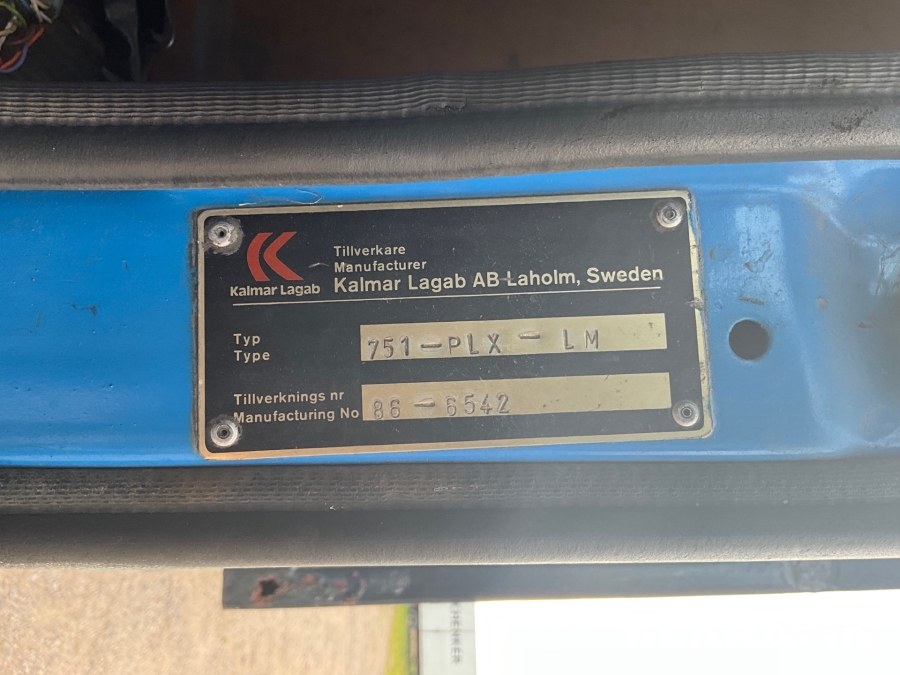 Kalmar Lagab
Tillverkare
Manufacturer
Kalmar Lagab AB Laholm, Sweden
Typ
Type
751-PLX-LM
Tillverknings nr
Manufacturing No
86-6542
HENKER